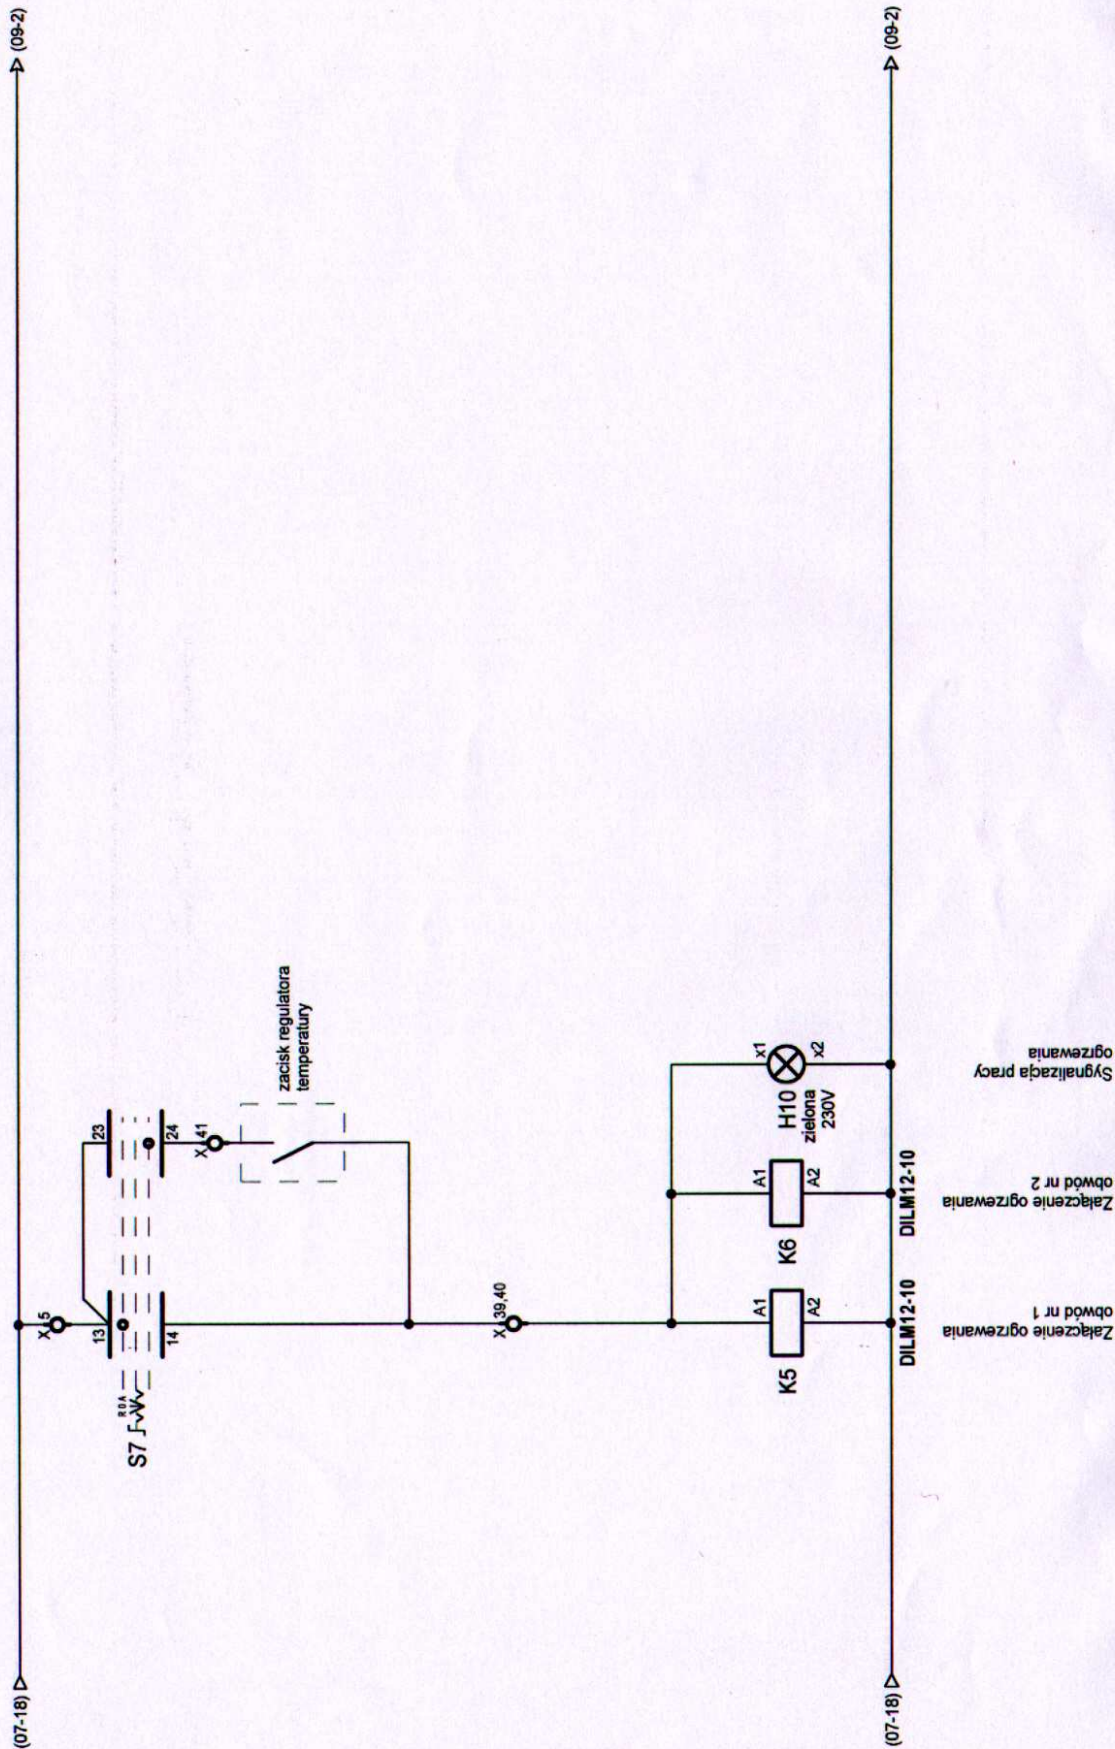 (07-18)
(09-2)
X 5
13
14
23
24
S7
R 0 A
X 41
zacisk regulatora
temperatury
X 39,40
A1
A2
K5
A1
A2
K6
x1
x2
H10
zielona
230V
(07-18)
(09-2)
DILM12-10
DILM12-10
Załączenie ogrzewania
obwód nr 1
Załączenie ogrzewania
obwód nr 2
Sygnalizacja pracy
ogrzewania